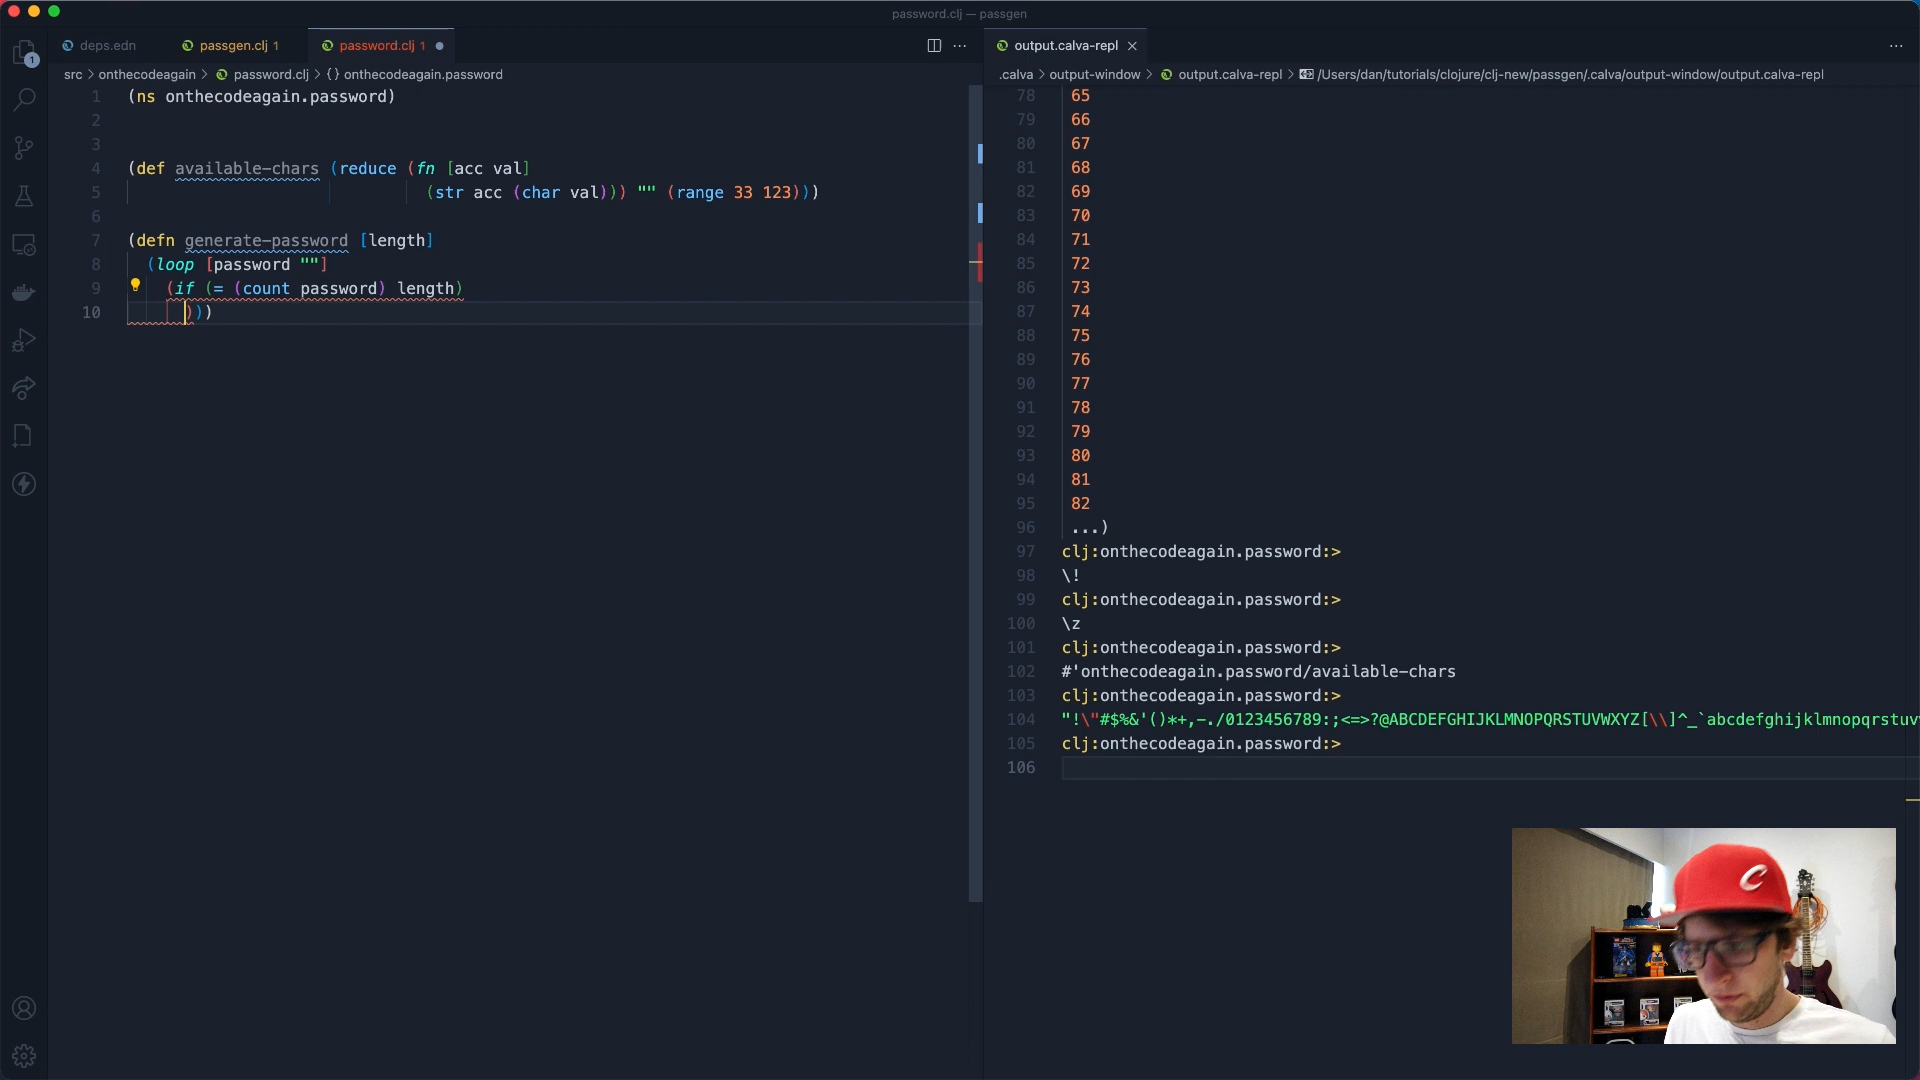 password.clj — passgen
deps.edn
passgen.clj 1
password.clj 1
output.calva-repl
src > onthecodeagain > password.clj > {} onthecodeagain.password
.calva > output-window > output.calva-repl > /Users/dan/tutorials/clojure/clj-new/passgen/.calva/output-window/output.calva-repl
1
1 (ns onthecodeagain.password)
2
3
4 (def available-chars (reduce (fn [acc val]
5 (str acc (char val))) "" (range 33 123)))
6
7 (defn generate-password [length]
8 (loop [password ""]
9 (if (= (count password) length)
10 )))
78 65
79 66
80 67
81 68
82 69
83 70
84 71
85 72
86 73
87 74
88 75
89 76
90 77
91 78
92 79
93 80
94 81
95 82
96 ...)
97 clj:onthecodeagain.password:>
98 \!
99 clj:onthecodeagain.password:>
100 \z
101 clj:onthecodeagain.password:>
102 #'onthecodeagain.password/available-chars
103 clj:onthecodeagain.password:>
104 "!\"#$%&'()*+,-./0123456789:;<=>?@ABCDEFGHIJKLMNOPQRSTUVWXYZ[\\]^_`abcdefghijklmnopqrstuv
105 clj:onthecodeagain.password:>
106
C